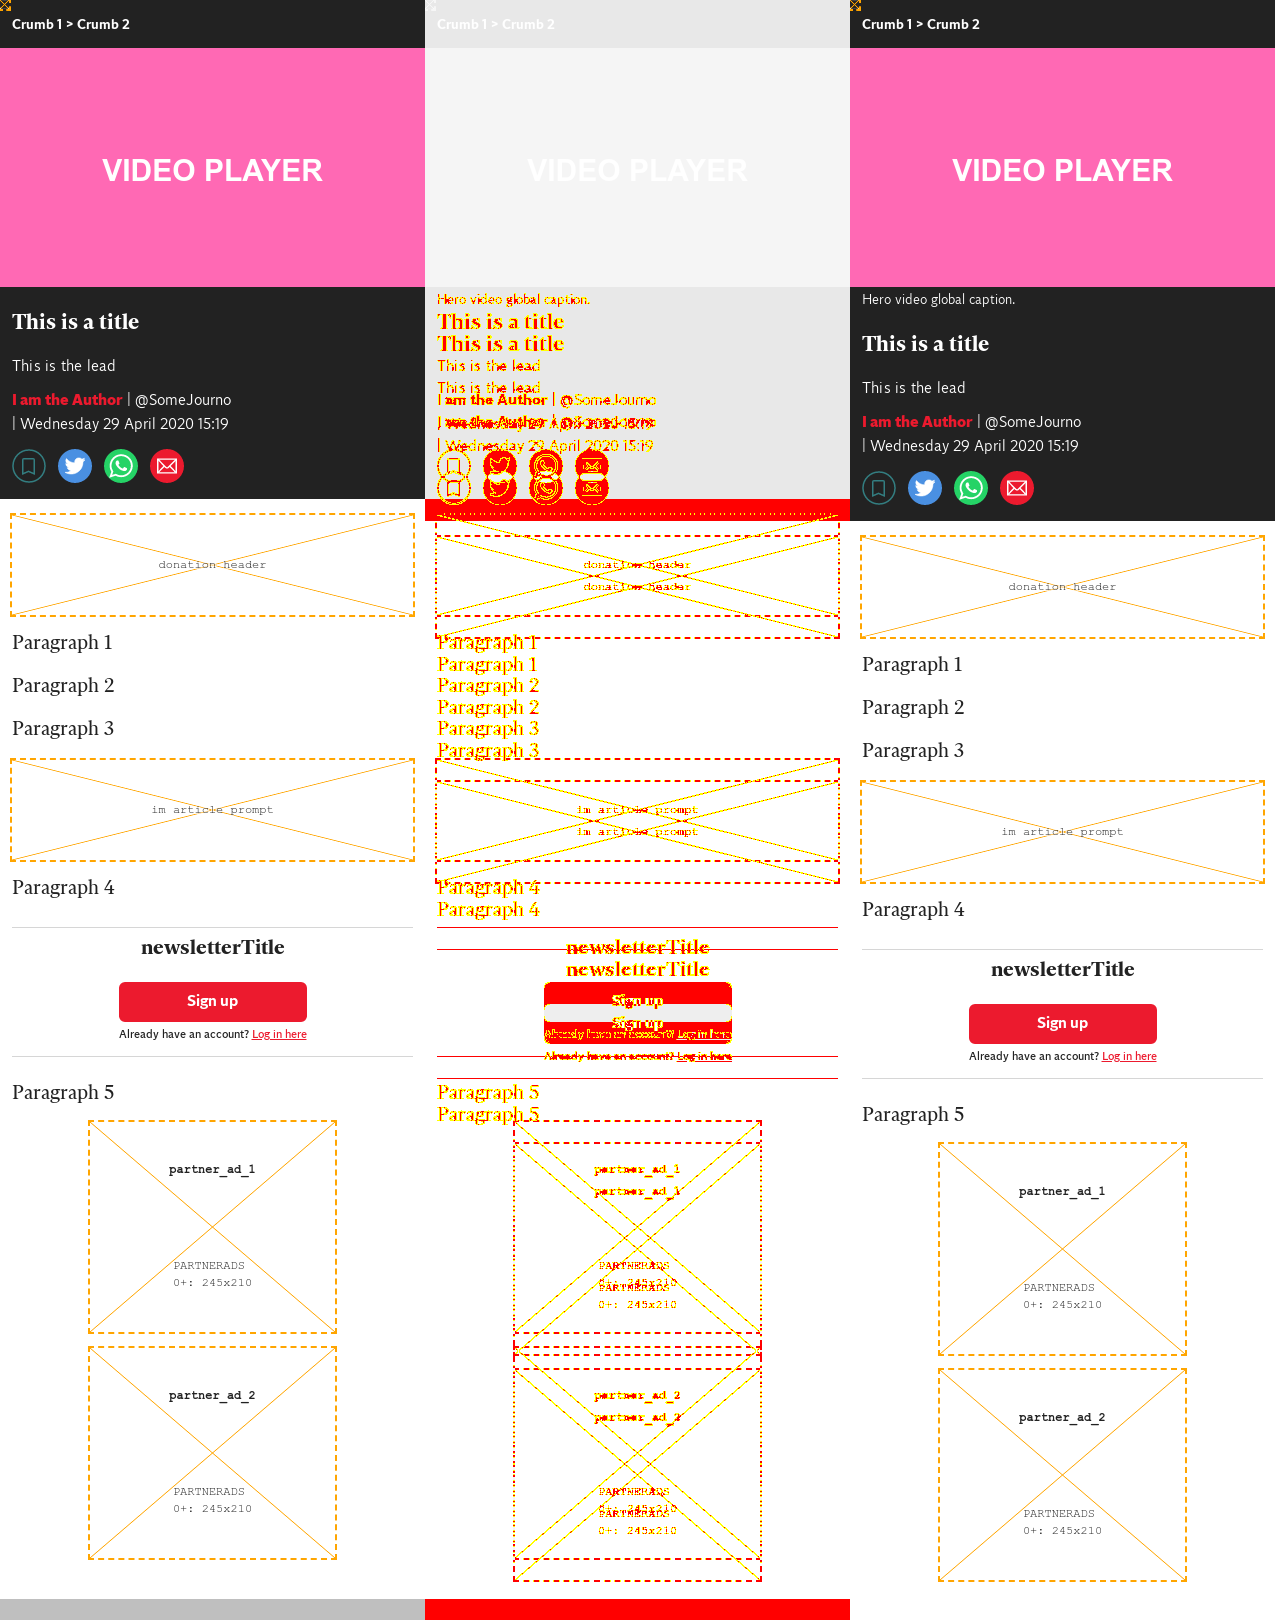 Crumb 1 > Crumb 2
VIDEO PLAYER
This is a title
This is the lead
I am the Author | @SomeJourno
| Wednesday 29 April 2020 15:19
donation header
Paragraph 1
Paragraph 2
Paragraph 3
im article prompt
Paragraph 4
newsletterTitle
Sign up
Already have an account? Log in here
Paragraph 5
partner_ad_1
PARTNERADS
0+: 245x210
partner_ad_2
PARTNERADS
0+: 245x210
Crumb 1 > Crumb 2
VIDEO PLAYER
Hero video global caption.
This is a title
This is a title
This is the lead
This is the lead
I am the Author | @SomeJourno
| Wednesday 29 April 2020 15:19
donation header
donation header
Paragraph 1
Paragraph 1
Paragraph 2
Paragraph 2
Paragraph 3
Paragraph 3
im article prompt
im article prompt
Paragraph 4
Paragraph 4
newsletterTitle
newsletterTitle
Sign up
Sign up
Already have an account? Log in here
Already have an account? Log in here
Paragraph 5
Paragraph 5
partner_ad_1
partner_ad_1
PARTNERADS
PARTNERADS
0+: 245x210
partner_ad_2
partner_ad_2
PARTNERADS
PARTNERADS
0+: 245x210
Crumb 1 > Crumb 2
VIDEO PLAYER
Hero video global caption.
This is a title
This is the lead
I am the Author | @SomeJourno
| Wednesday 29 April 2020 15:19
donation header
Paragraph 1
Paragraph 2
Paragraph 3
im article prompt
Paragraph 4
newsletterTitle
Sign up
Already have an account? Log in here
Paragraph 5
partner_ad_1
PARTNERADS
0+: 245x210
partner_ad_2
PARTNERADS
0+: 245x210